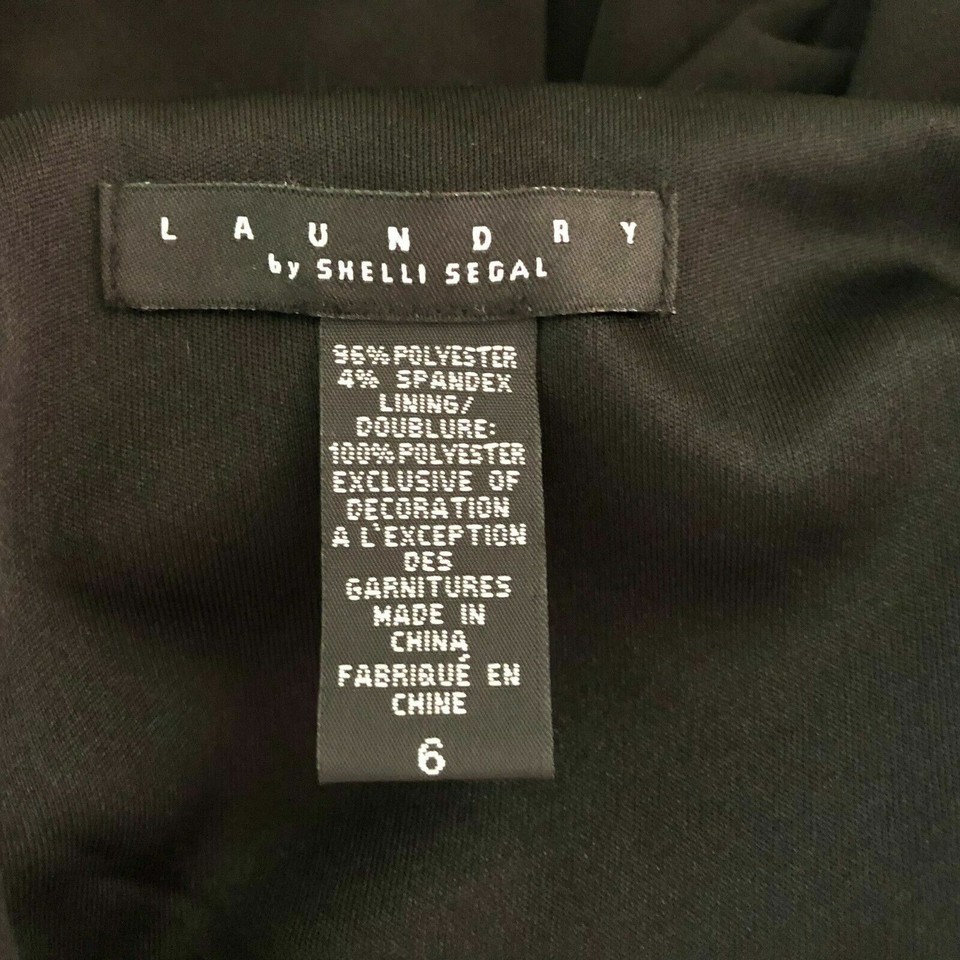 LAUNDRY
by SHELLI SEGAL
96% POLYESTER
4% SPANDEX
LINING/
DOUBLURE:
100% POLYESTER
EXCLUSIVE OF
DECORATION
A L'EXCEPTION
DES
GARNITURES
MADE IN
CHINA
FABRIQUÉ EN
CHINE
6